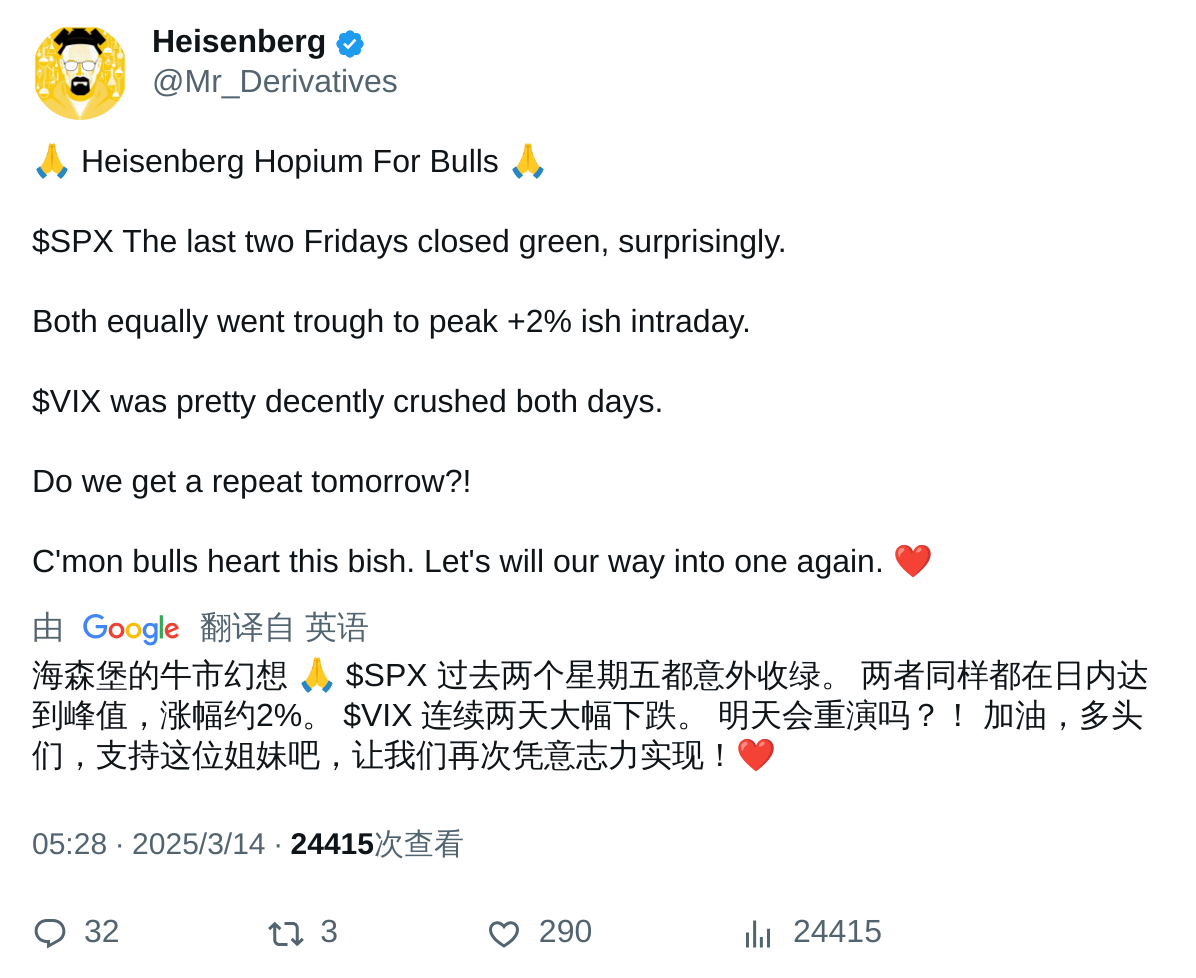 Heisenberg
@Mr_Derivatives
🙏 Heisenberg Hopium For Bulls 🙏
$SPX The last two Fridays closed green, surprisingly.
Both equally went trough to peak +2% ish intraday.
$VIX was pretty decently crushed both days.
Do we get a repeat tomorrow?!
C'mon bulls heart this bish. Let's will our way into one again. ❤️
由 Google 翻译自 英语
海森堡的牛市幻想 🙏 $SPX 过去两个星期五都意外收绿。 两者同样都在日内达
到峰值，涨幅约2%。 $VIX 连续两天大幅下跌。 明天会重演吗？！ 加油，多头
们，支持这位姐妹吧，让我们再次凭意志力实现！❤️
05:28 · 2025/3/14 · 24415次查看
32 3 290 24415